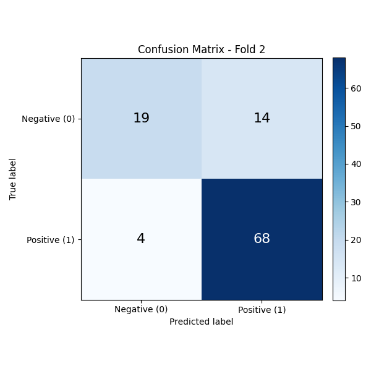 Confusion Matrix - Fold 2
True label
Negative (0)
19
14
Positive (1)
4
68
Negative (0)
Positive (1)
Predicted label
60
50
40
30
20
10